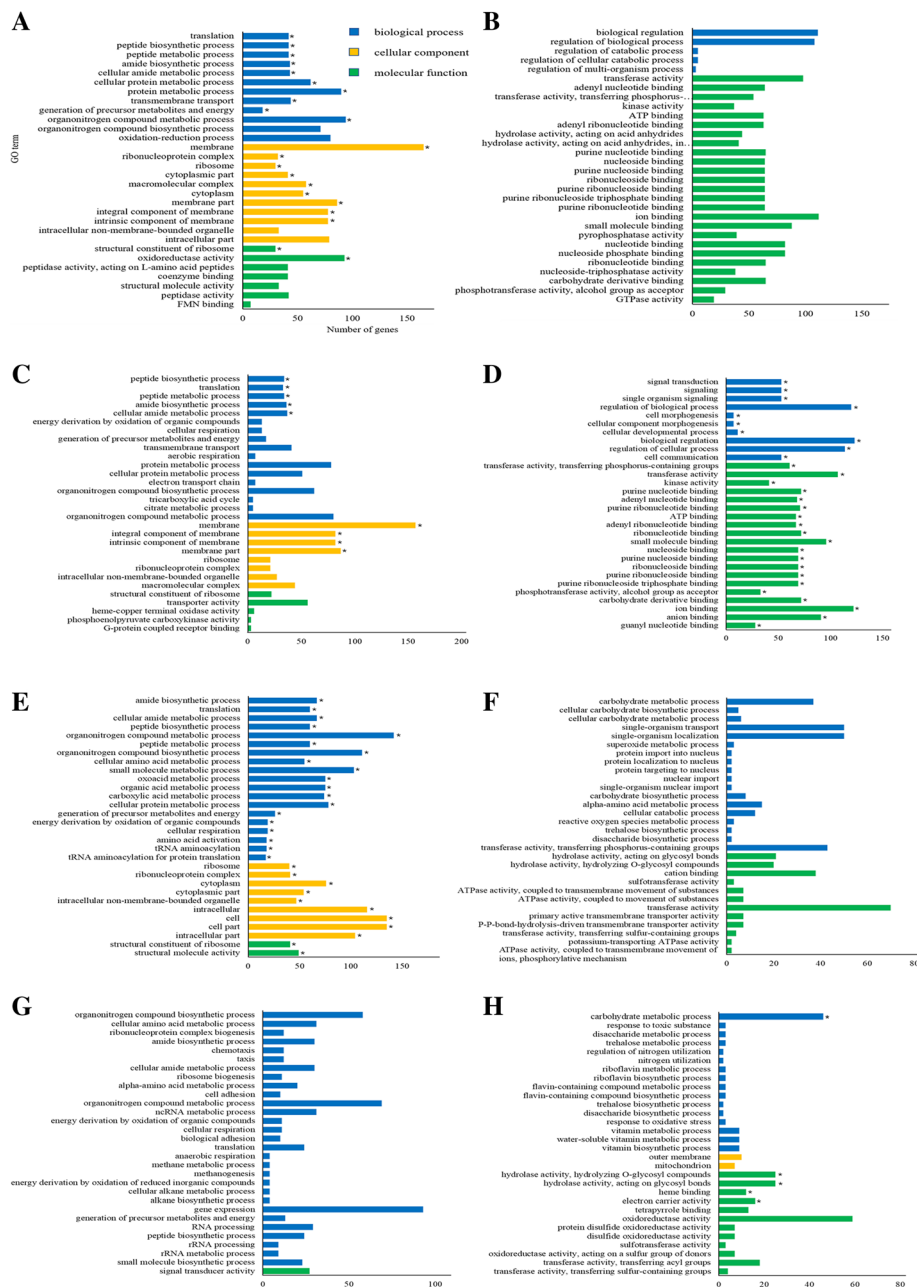 A
biological process
cellular component
molecular function
GO term
translation *
peptide biosynthetic process *
peptide metabolic process *
amide biosynthetic process *
cellular amide metabolic process *
cellular protein metabolic process *
protein metabolic process *
transmembrane transport *
generation of precursor metabolites and energy *
organonitrogen compound metabolic process *
organonitrogen compound biosynthetic process
oxidation-reduction process
membrane *
ribonucleoprotein complex *
ribosome *
cytoplasmic part *
macromolecular complex *
cytoplasm *
membrane part *
integral component of membrane *
intrinsic component of membrane *
intracellular non-membrane-bounded organelle
intracellular part
structural constituent of ribosome *
oxidoreductase activity *
peptidase activity, acting on L-amino acid peptides
coenzyme binding
structural molecule activity
peptidase activity
FMN binding
0 50 100 150
Number of genes
B
biological regulation
regulation of biological process
regulation of catabolic process
regulation of cellular catabolic process
regulation of multi-organism process
transferase activity
adenyl nucleotide binding
transferase activity, transferring phosphorus-..
kinase activity
ATP binding
adenyl ribonucleotide binding
hydrolase activity, acting on acid anhydrides
hydrolase activity, acting on acid anhydrides, in..
purine nucleotide binding
nucleoside binding
purine nucleoside binding
ribonucleoside binding
purine ribonucleoside binding
purine ribonucleoside triphosphate binding
purine ribonucleotide binding
ion binding
small molecule binding
pyrophosphatase activity
nucleotide binding
nucleoside phosphate binding
ribonucleotide binding
nucleoside-triphosphatase activity
carbohydrate derivative binding
phosphotransferase activity, alcohol group as acceptor
GTPase activity
0 50 100 150
C
peptide biosynthetic process *
translation *
peptide metabolic process *
amide biosynthetic process *
cellular amide metabolic process *
energy derivation by oxidation of organic compounds
cellular respiration
generation of precursor metabolites and energy
transmembrane transport
aerobic respiration
protein metabolic process
cellular protein metabolic process
electron transport chain
organonitrogen compound biosynthetic process
tricarboxylic acid cycle
citrate metabolic process
organonitrogen compound metabolic process
membrane *
integral component of membrane *
intrinsic component of membrane *
membrane part *
ribosome
ribonucleoprotein complex
intracellular non-membrane-bounded organelle
macromolecular complex
structural constituent of ribosome
transporter activity
heme-copper terminal oxidase activity
phosphoenolpyruvate carboxykinase activity
G-protein coupled receptor binding
0 50 100 150 200
D
signal transduction *
signaling *
single organism signaling *
regulation of biological process *
cell morphogenesis *
cellular component morphogenesis *
cellular developmental process *
biological regulation *
regulation of cellular process *
cell communication *
transferase activity, transferring phosphorus-containing groups *
transferase activity *
kinase activity *
purine nucleotide binding *
adenyl nucleotide binding *
purine ribonucleotide binding *
ATP binding *
adenyl ribonucleotide binding *
ribonucleotide binding *
small molecule binding *
nucleoside binding *
purine nucleoside binding *
ribonucleoside binding *
purine ribonucleoside binding *
purine ribonucleoside triphosphate binding *
phosphotransferase activity, alcohol group as acceptor *
carbohydrate derivative binding *
ion binding *
anion binding *
guanyl nucleotide binding *
0 50 100 150
E
amide biosynthetic process *
translation *
cellular amide metabolic process *
peptide biosynthetic process *
organonitrogen compound metabolic process *
peptide metabolic process *
organonitrogen compound biosynthetic process *
cellular amino metabolic process *
small molecule metabolic process *
oxoacid metabolic process *
organic acid metabolic process *
carboxylic acid metabolic process *
cellular protein metabolic process *
generation of precursor metabolites and energy *
energy derivation by oxidation of organic compounds *
cellular respiration *
amino acid activation *
tRNA aminoacylation *
tRNA aminoacylation for protein translation *
ribosome *
ribonucleoprotein complex *
cytoplasm *
cytoplasmic part *
intracellular non-membrane-bounded organelle *
intracellular *
cell *
cell part *
intracellular part *
structural constituent of ribosome *
structural molecule activity *
0 50 100 150
F
carbohydrate metabolic process
cellular carbohydrate biosynthetic process
cellular carbohydrate metabolic process
single-organism transport
single-organism localization
superoxide metabolic process
protein import into nucleus
protein localization to nucleus
protein targeting to nucleus
nuclear import
single-organism nuclear import
carbohydrate biosynthetic process
alpha-amino acid metabolic process
cellular catabolic process
reactive oxygen species metabolic process
trehalose biosynthetic process
disaccharide biosynthetic process
transferase activity, transferring phosphorus-containing groups
hydrolase activity, acting on glycosyl bonds
hydrolase activity, hydrolyzing O-glycosyl compounds
cation binding
sulfotransferase activity
ATPase activity, coupled to transmembrane movement of substances
ATPase activity, coupled to movement of substances
transferase activity
primary active transmembrane transporter activity
P-P-bond-hydrolysis-driven transmembrane transporter activity
transferase activity, transferring sulfur-containing groups
potassium-transporting ATPase activity
ATPase activity, coupled to transmembrane movement of
ions, phosphorylative mechanism
0 20 40 60 80
G
organonitrogen compound biosynthetic process
cellular amino metabolic process
ribonucleoprotein complex biogenesis
amide biosynthetic process
chemotaxis
taxis
cellular amide metabolic process
ribosome biogenesis
alpha-amino acid metabolic process
cell adhesion
organonitrogen compound metabolic process
ncRNA metabolic process
energy derivation by oxidation of organic compounds
cellular respiration
biological adhesion
translation
anaerobic respiration
methane metabolic process
methanogenesis
energy derivation by oxidation of reduced inorganic compounds
cellular alkane metabolic process
alkane biosynthetic process
gene expression
generation of precursor metabolites and energy
RNA processing
peptide biosynthetic process
rRNA processing
rRNA metabolic process
small molecule biosynthetic process
signal transducer activity
0 50 100
H
carbohydrate metabolic process *
response to toxic substance
disaccharide metabolic process
trehalose metabolic process
regulation of nitrogen utilization
nitrogen utilization
riboflavin metabolic process
riboflavin biosynthetic process
flavin-containing compound metabolic process
flavin-containing compound biosynthetic process
trehalose biosynthetic process
disaccharide biosynthetic process
response to oxidative stress
vitamin metabolic process
water-soluble vitamin metabolic process
vitamin biosynthetic process
outer membrane
mitochondrion
hydrolase activity, hydrolyzing O-glycosyl compounds *
hydrolase activity, acting on glycosyl bonds *
heme binding *
electron carrier activity *
tetrapyrrole binding
oxidoreductase activity
protein disulfide oxidoreductase activity
disulfide oxidoreductase activity
sulfotransferase activity
oxidoreductase activity, acting on a sulfur group of donors
transferase activity, transferring acyl groups
transferase activity, transferring sulfur-containing groups
0 20 40 60 80